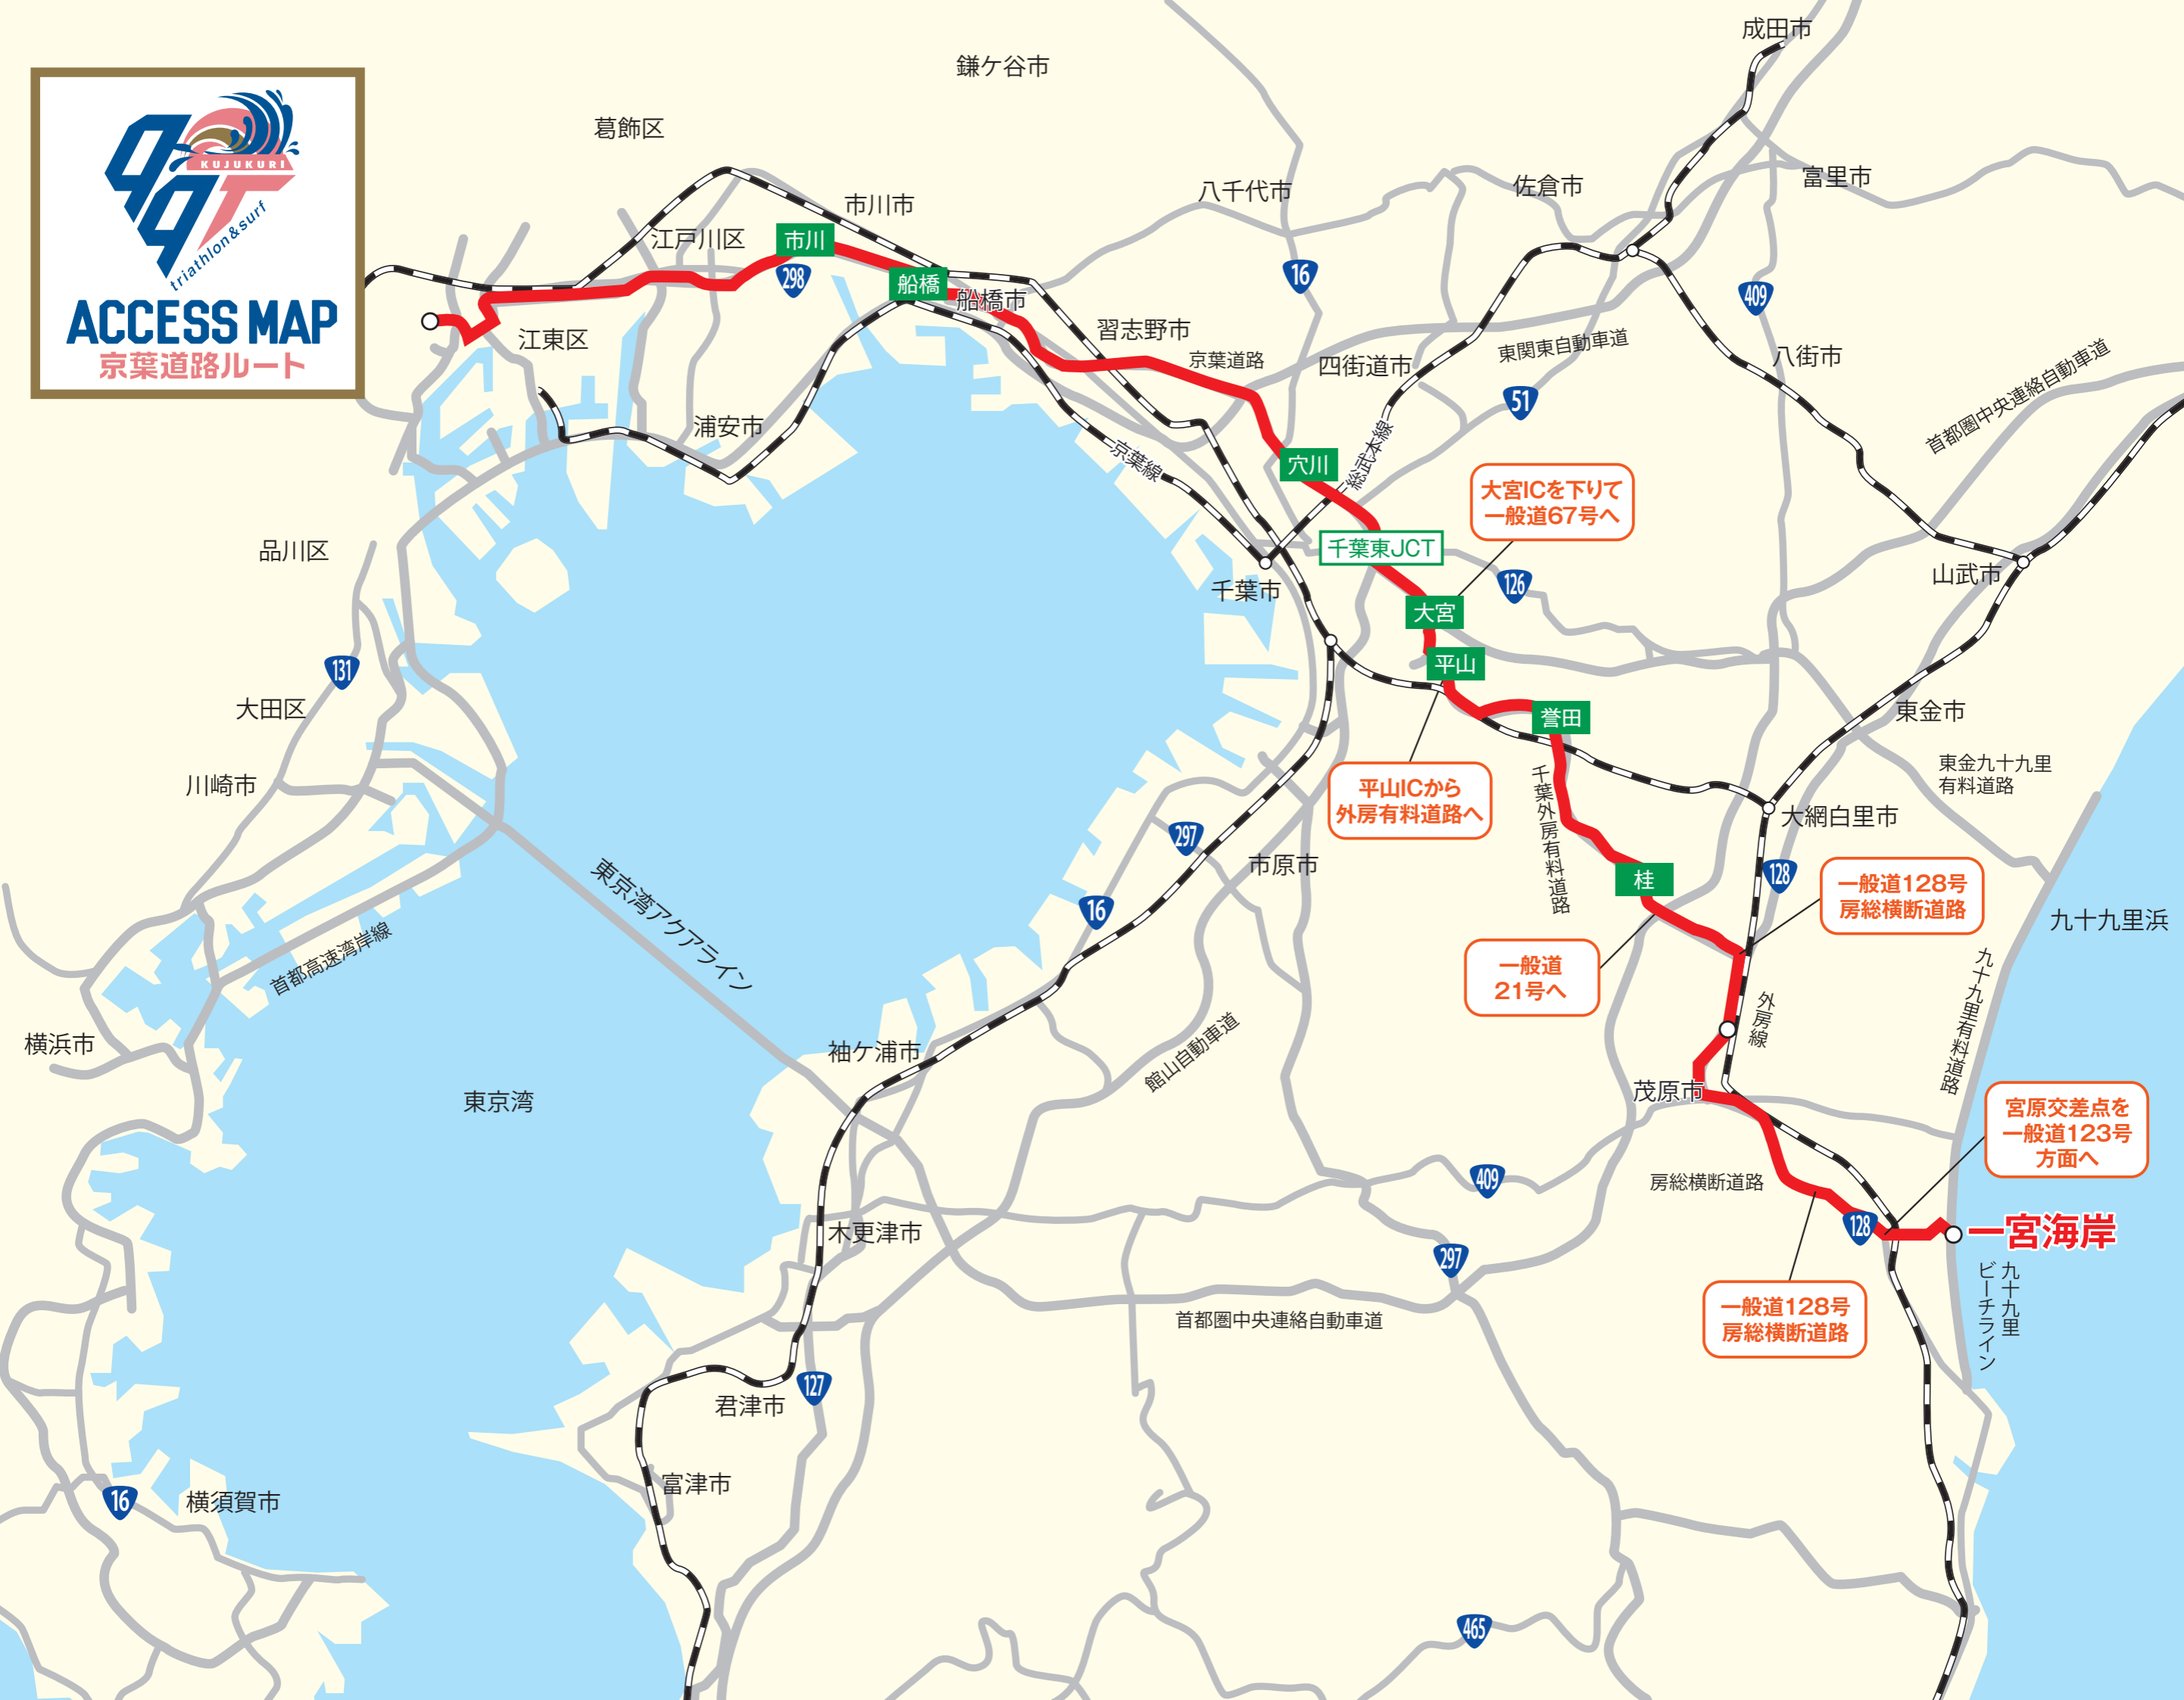 99T
KUJUKURI
triathlon&surf
ACCESS MAP
京葉道路ルート
成田市
鎌ケ谷市
葛飾区
八千代市
佐倉市
富里市
市川市
江戸川区
市川
298
船橋
船橋市
16
409
江東区
習志野市
京葉道路
四街道市
東関東自動車道
八街市
首都圏中央連絡自動車道
51
浦安市
京葉線
総武本線
穴川
大宮ICを下りて
一般道67号へ
品川区
千葉東JCT
千葉市
126
山武市
大宮
131
平山
大田区
誉田
東金市
川崎市
平山ICから
外房有料道路へ
千葉外房有料道路
東金九十九里
有料道路
大網白里市
297
市原市
東京湾アクアライン
桂
128
一般道128号
房総横断道路
16
九十九里浜
首都高速湾岸線
一般道
21号へ
九十九里有料道路
外房線
横浜市
袖ケ浦市
館山自動車道
東京湾
茂原市
宮原交差点を
一般道123号
方面へ
409
房総横断道路
木更津市
128
一宮海岸
297
九十九里
ビーチライン
首都圏中央連絡自動車道
一般道128号
房総横断道路
127
君津市
富津市
16
横須賀市
465